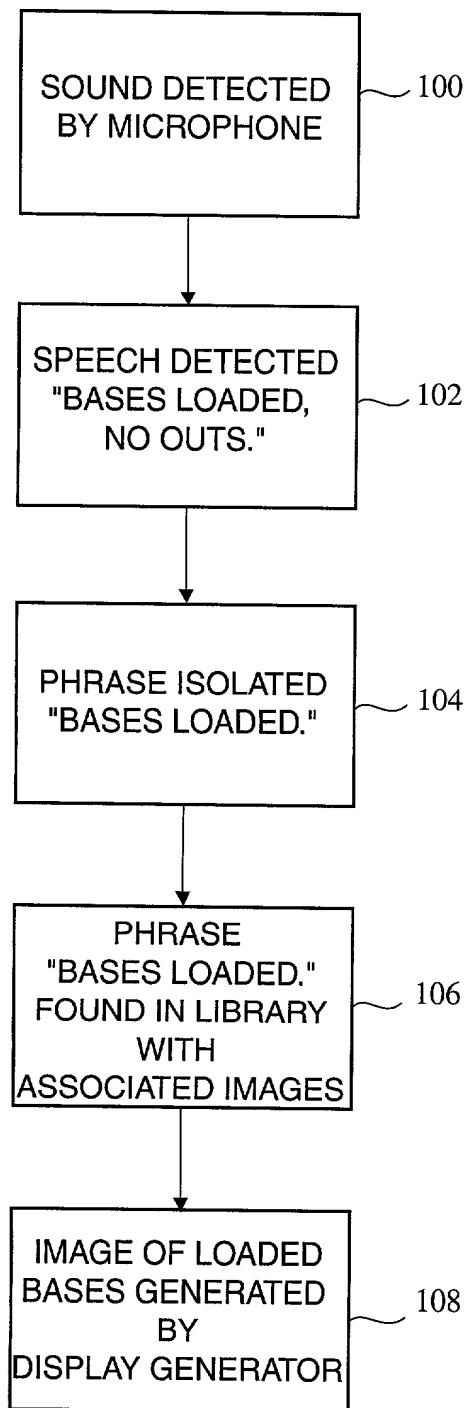 SOUND DETECTED
BY MICROPHONE
100
SPEECH DETECTED
"BASES LOADED,
NO OUTS."
102
PHRASE ISOLATED
"BASES LOADED."
104
PHRASE
"BASES LOADED."
FOUND IN LIBRARY
WITH
ASSOCIATED IMAGES
106
IMAGE OF LOADED
BASES GENERATED
BY
DISPLAY GENERATOR
108